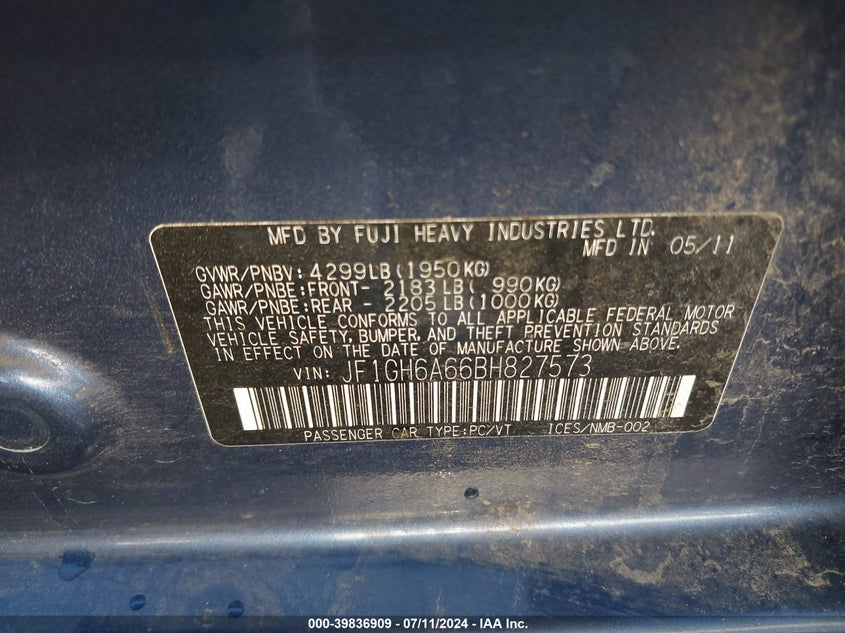 MFD BY FUJI HEAVY INDUSTRIES LTD.
MFD IN 05/11
GVWR/PNBV: 4299LB(1950KG)
GAWR/PNBE:FRONT- 2183LB( 990KG)
GAWR/PNBE:REAR - 2205LB(1000KG)
THIS VEHICLE CONFORMS TO ALL APPLICABLE FEDERAL MOTOR
VEHICLE SAFETY, BUMPER, AND THEFT PREVENTION STANDARDS
IN EFFECT ON THE DATE OF MANUFACTURE SHOWN ABOVE.
VIN: JF1GH6A66BH827573
PASSENGER CAR TYPE:PC/VT ICES/NMB-002
000-39836909 - 07/11/2024 - IAA Inc.